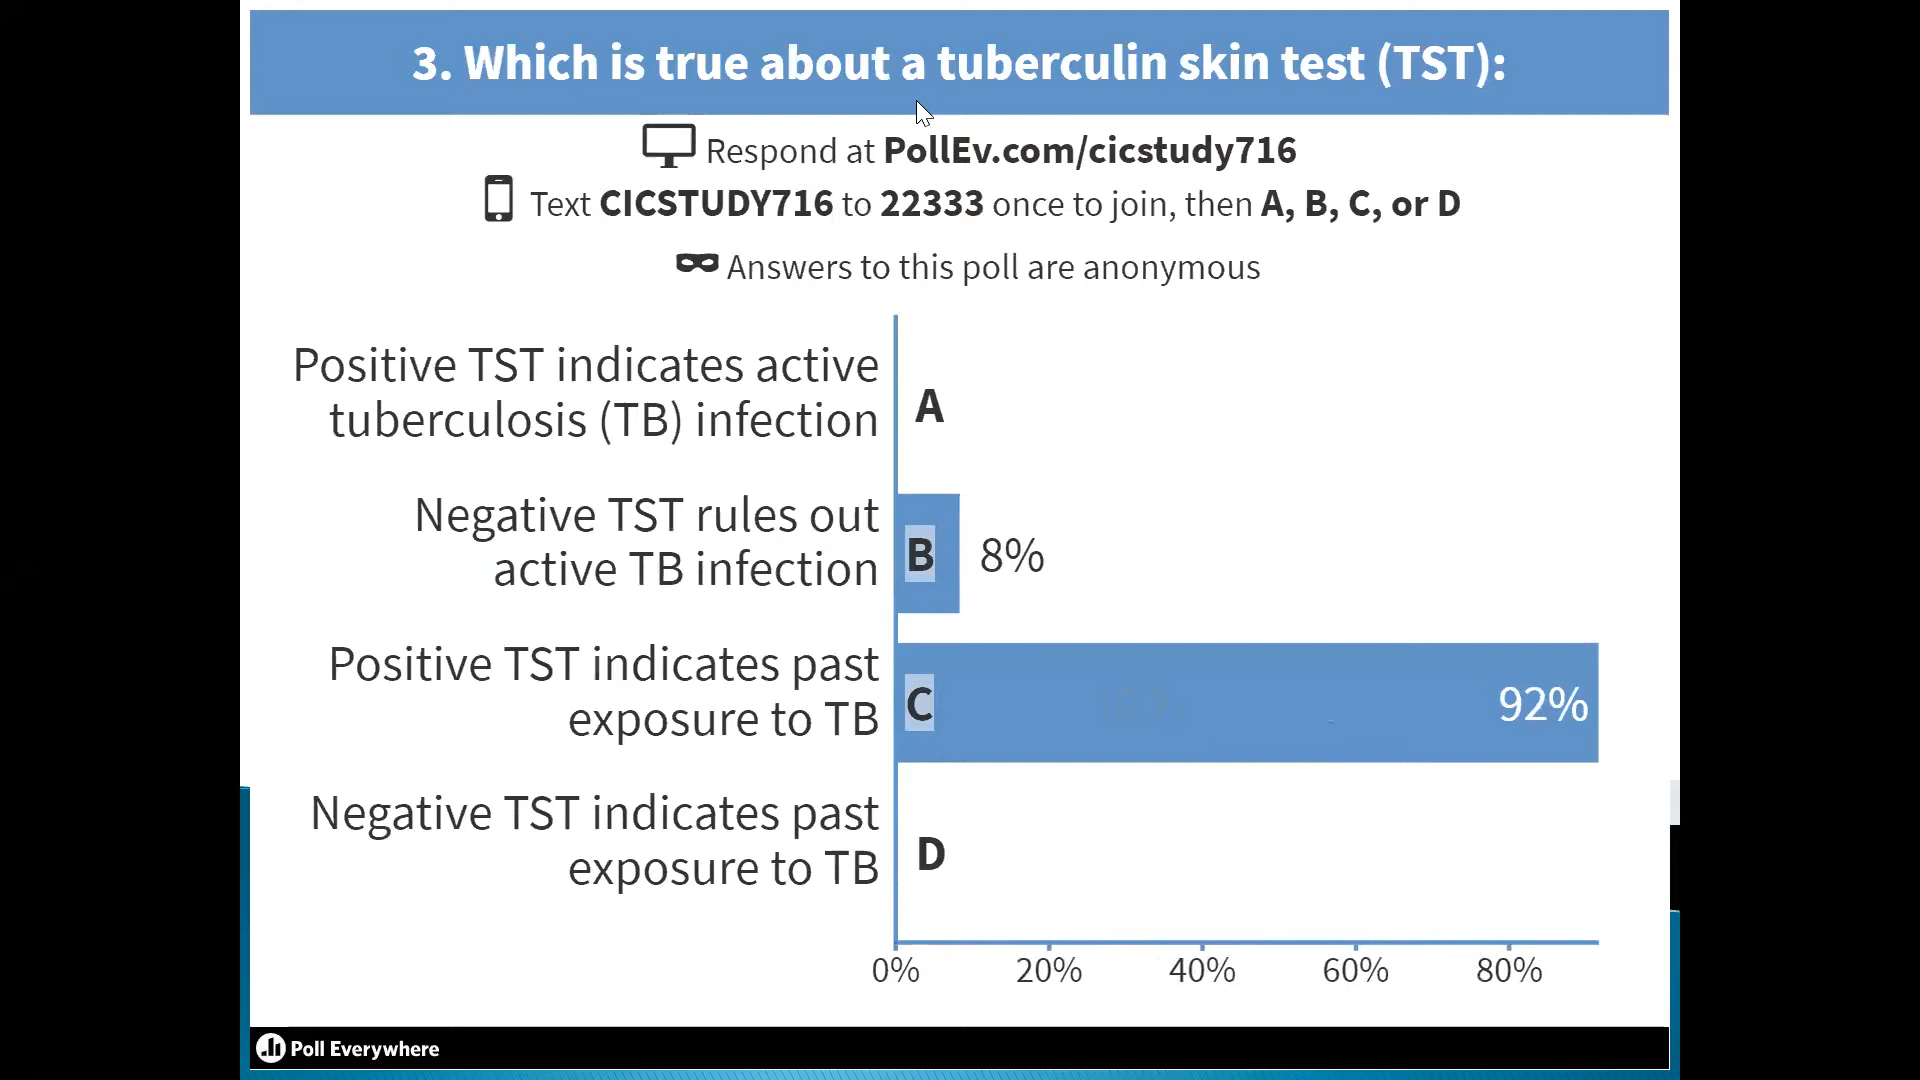 3. Which is true about a tuberculin skin test (TST):
Respond at PollEv.com/cicstudy716
Text CICSTUDY716 to 22333 once to join, then A, B, C, or D
Answers to this poll are anonymous
Positive TST indicates active
tuberculosis (TB) infection
A
Negative TST rules out
active TB infection
B 8%
Positive TST indicates past
exposure to TB
C 92%
Negative TST indicates past
exposure to TB
D
0% 20% 40% 60% 80%
Poll Everywhere